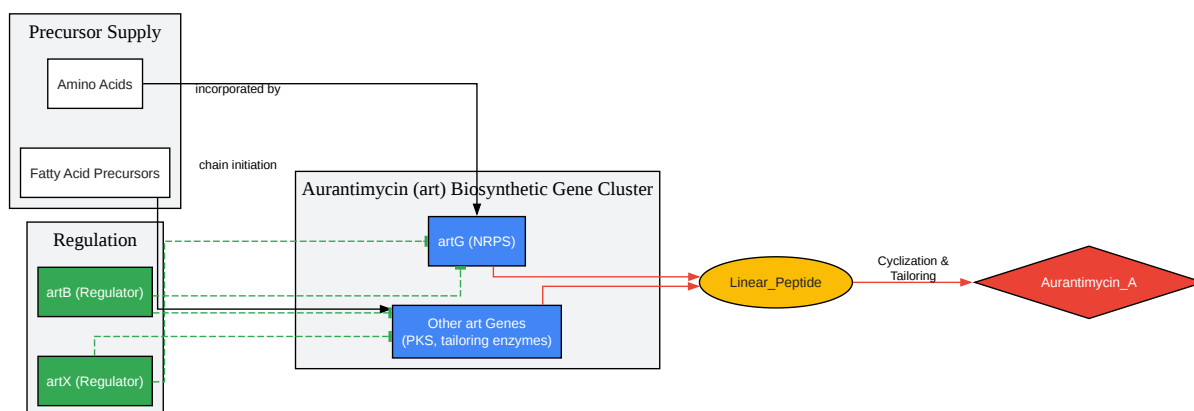 Precursor Supply
Amino Acids
incorporated by
Fatty Acid Precursors
chain initiation
Aurantimycin (art) Biosynthetic Gene Cluster
artG (NRPS)
Other art Genes
(PKS, tailoring enzymes)
Regulation
artB (Regulator)
artX (Regulator)
Linear_Peptide
Cyclization &
Tailoring
Aurantimycin_A